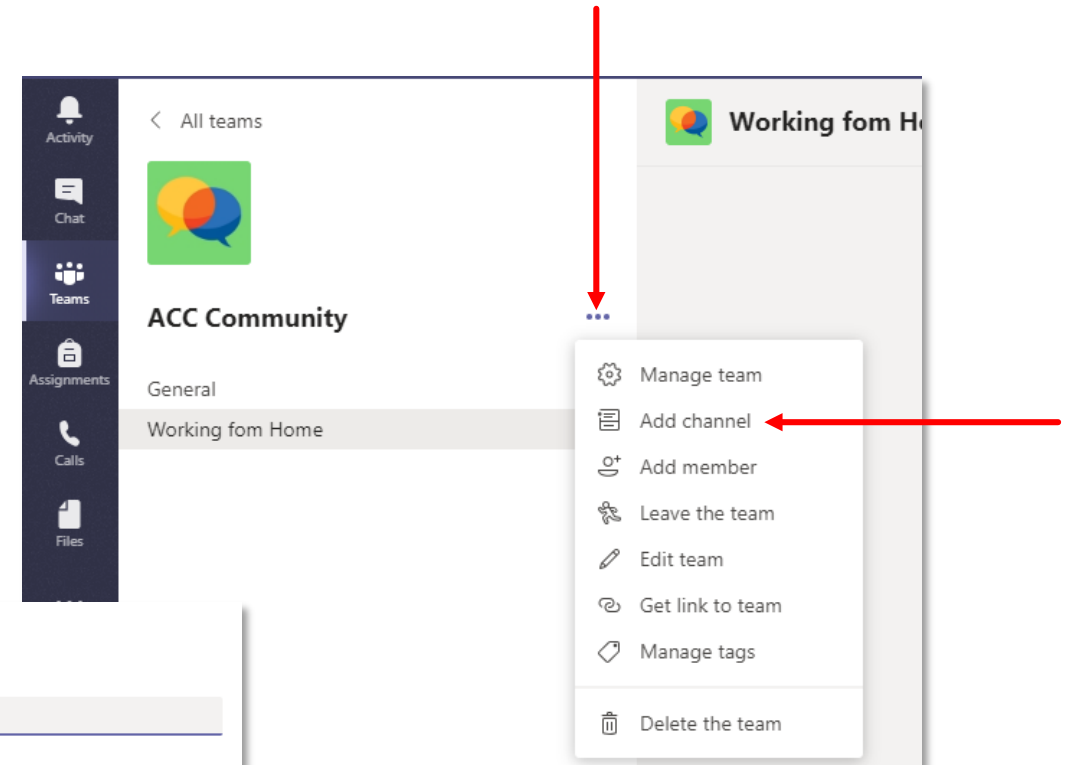 Activity
Chat
Teams
Assignments
Calls
Files
< All teams
ACC Community
General
Working fom Home
Working fom H
Manage team
Add channel
Add member
Leave the team
Edit team
Get link to team
Manage tags
Delete the team